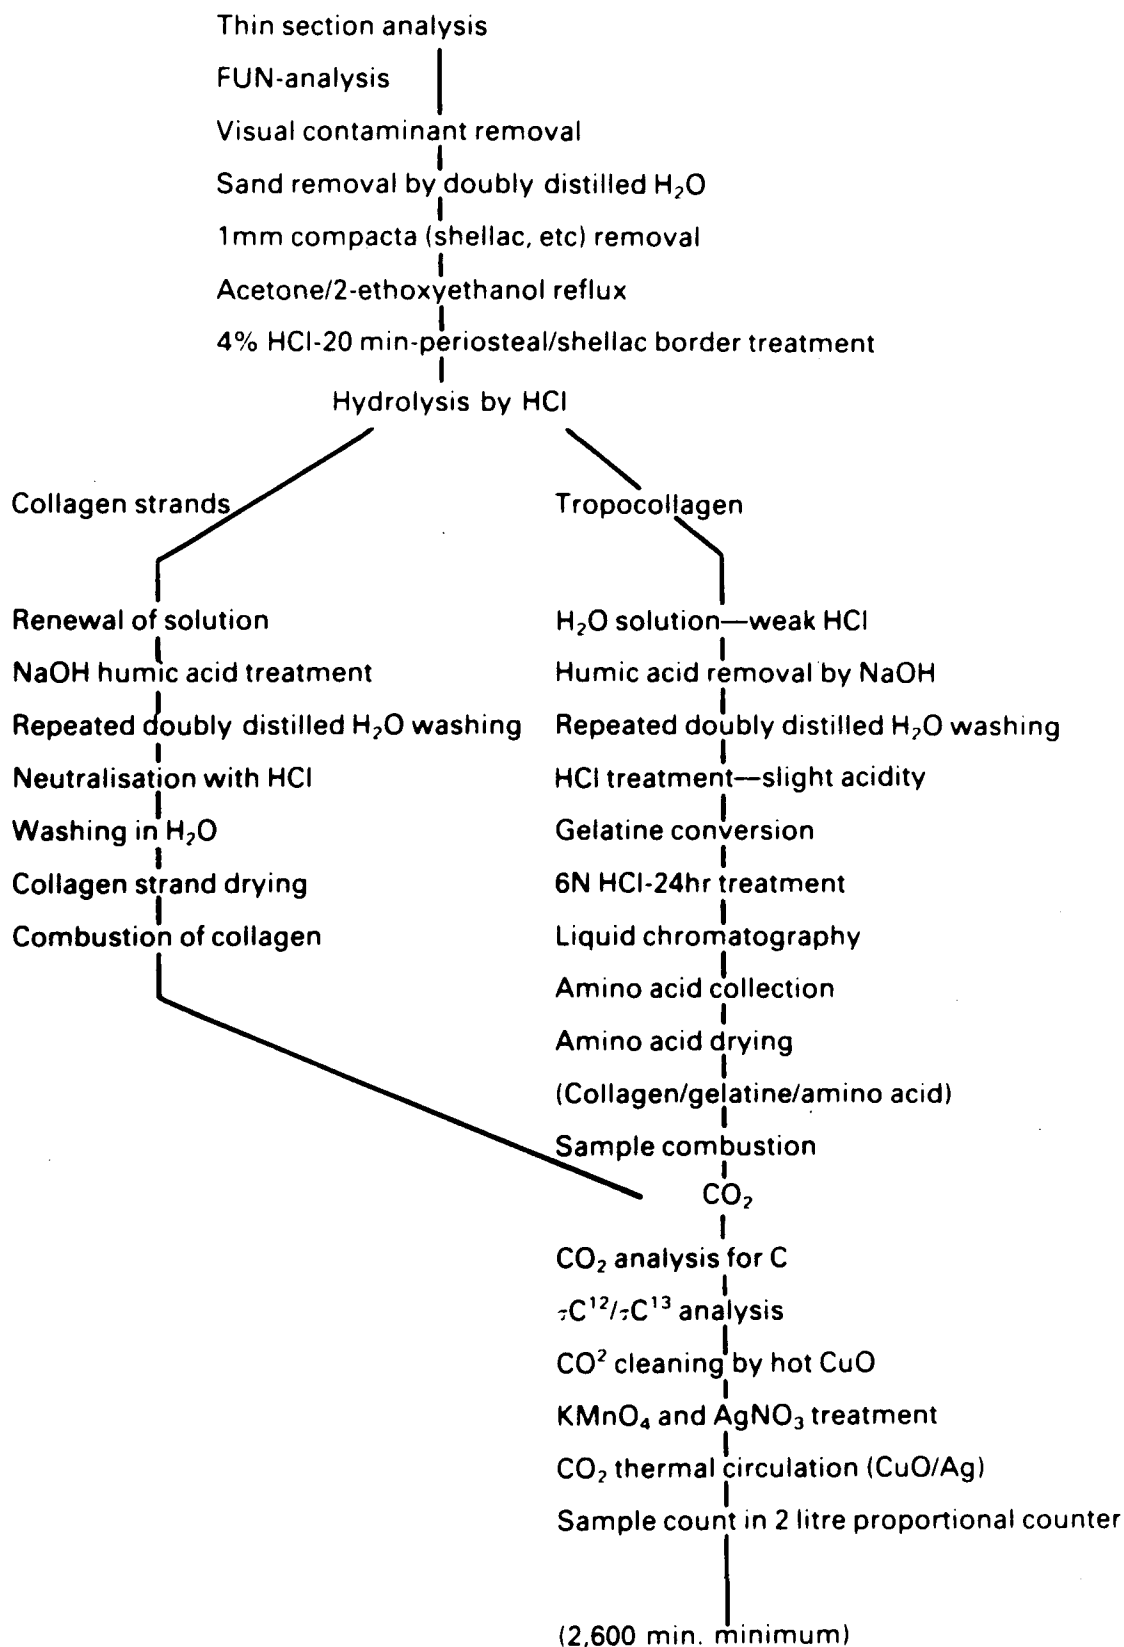 Thin section analysis
FUN-analysis
Visual contaminant removal
Sand removal by doubly distilled H₂O
1mm compacta (shellac, etc) removal
Acetone/2-ethoxyethanol reflux
4% HCl-20 min-periosteal/shellac border treatment
Hydrolysis by HCl
Collagen strands
Renewal of solution
NaOH humic acid treatment
Repeated doubly distilled H₂O washing
Neutralisation with HCl
Washing in H₂O
Collagen strand drying
Combustion of collagen
Tropocollagen
H₂O solution—weak HCl
Humic acid removal by NaOH
Repeated doubly distilled H₂O washing
HCl treatment—slight acidity
Gelatine conversion
6N HCl-24hr treatment
Liquid chromatography
Amino acid collection
Amino acid drying
(Collagen/gelatine/amino acid)
Sample combustion
CO₂
CO₂ analysis for C
C¹²/C¹³ analysis
CO² cleaning by hot CuO
KMnO₄ and AgNO₃ treatment
CO₂ thermal circulation (CuO/Ag)
Sample count in 2 litre proportional counter
(2,600 min. minimum)